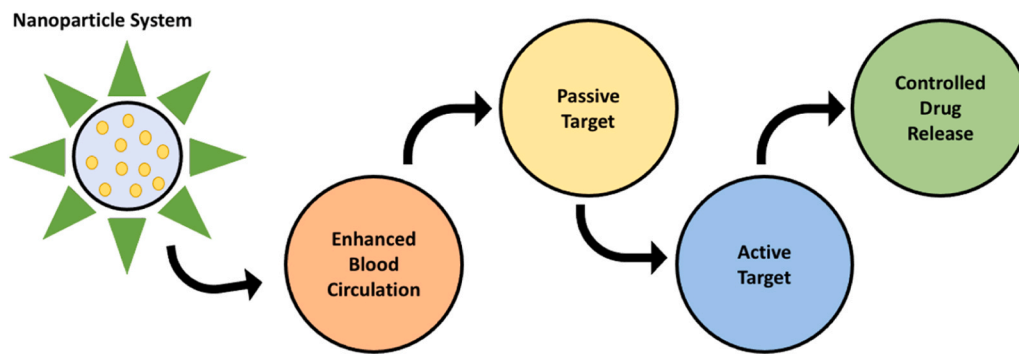 Nanoparticle System
Enhanced
Blood
Circulation
Passive
Target
Active
Target
Controlled
Drug
Release